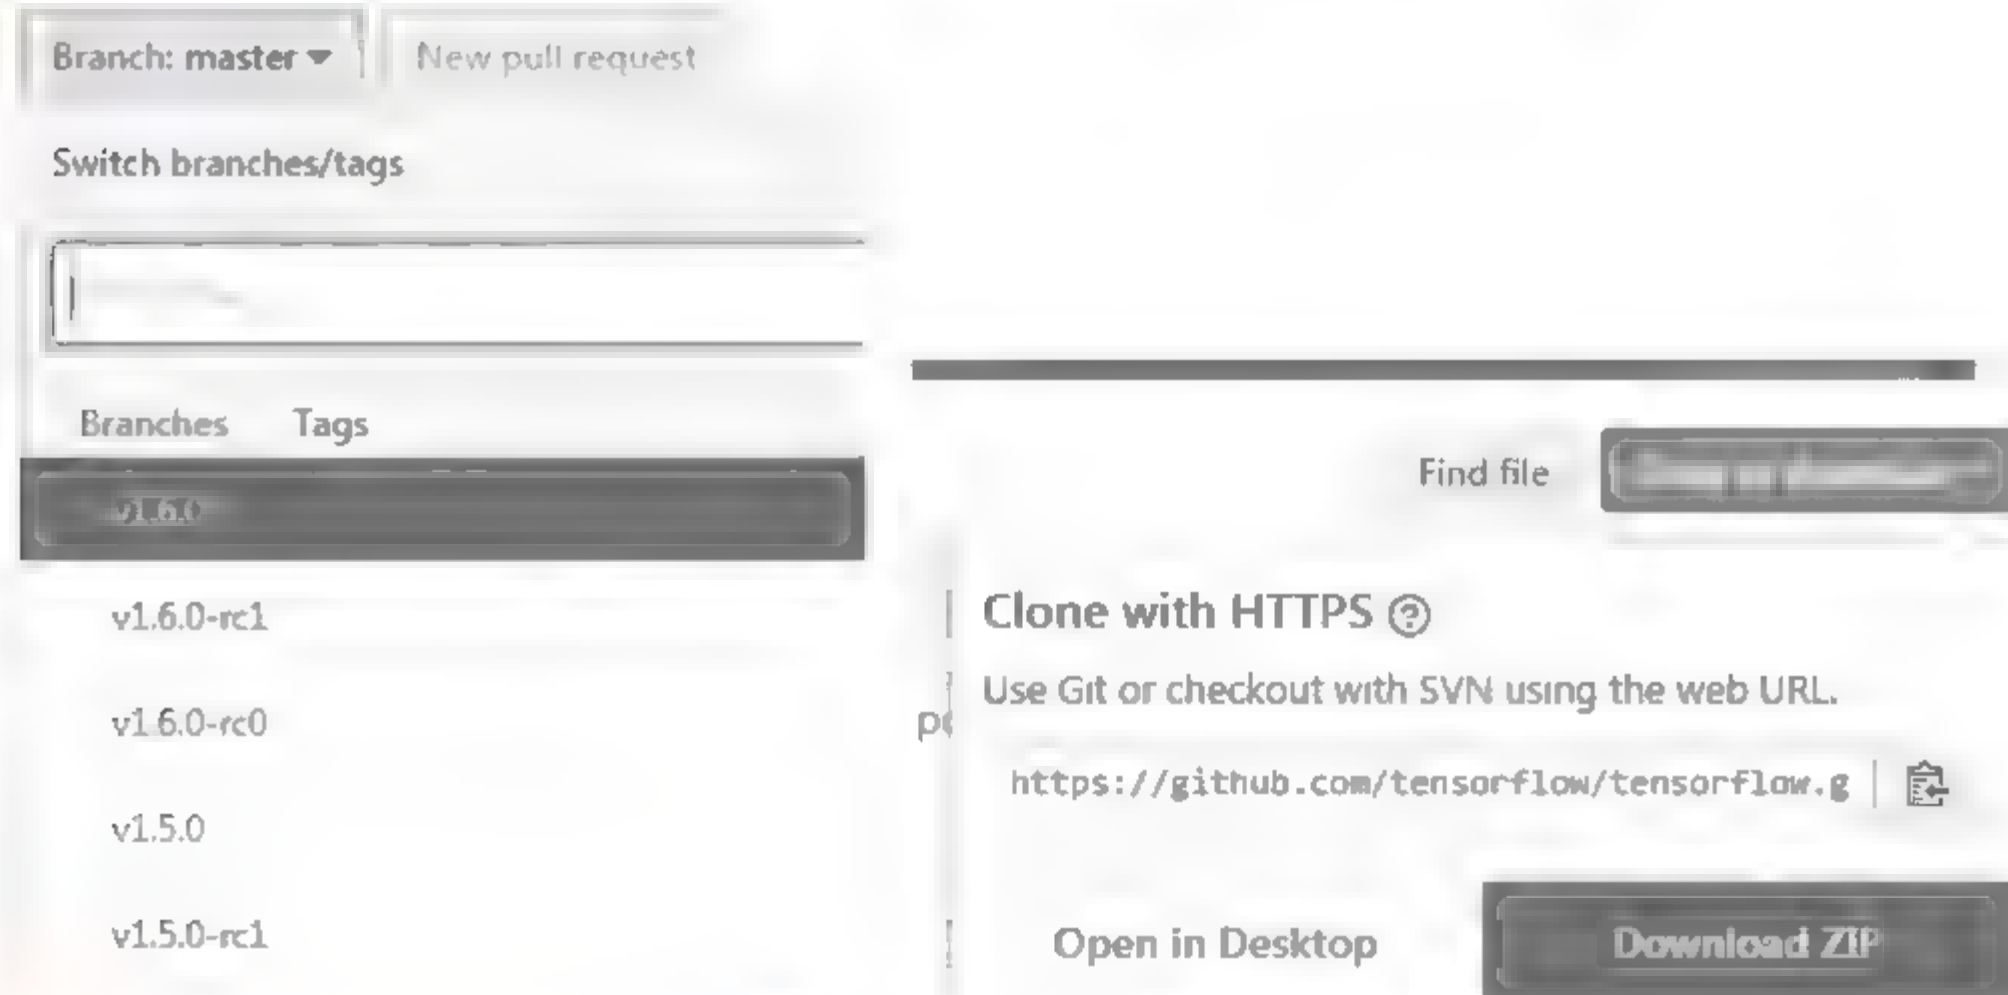 Branch: master
New pull request
Switch branches/tags
Branches Tags
v1.6.0
v1.6.0-rc1
v1.6.0-rc0
v1.5.0
v1.5.0-rc1
Find file
Clone with HTTPS
Use Git or checkout with SVN using the web URL.
https://github.com/tensorflow/tensorflow.g
Open in Desktop
Download ZIP